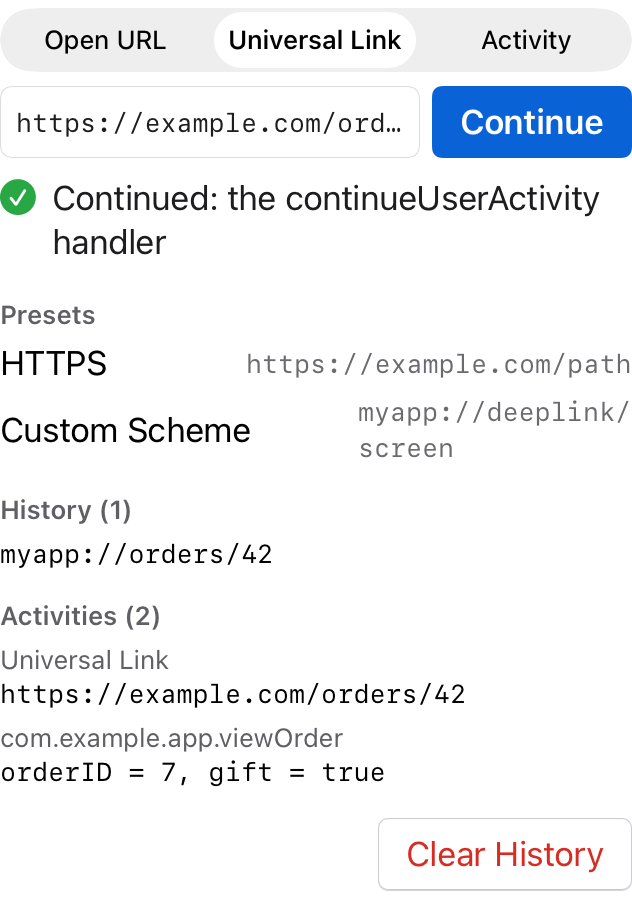 Open URL
Universal Link
Activity
https://example.com/ord…
Continue
Continued: the continueUserActivity
handler
Presets
HTTPS
https://example.com/path
Custom Scheme
myapp://deeplink/
screen
History (1)
myapp://orders/42
Activities (2)
Universal Link
https://example.com/orders/42
com.example.app.viewOrder
orderID = 7, gift = true
Clear History